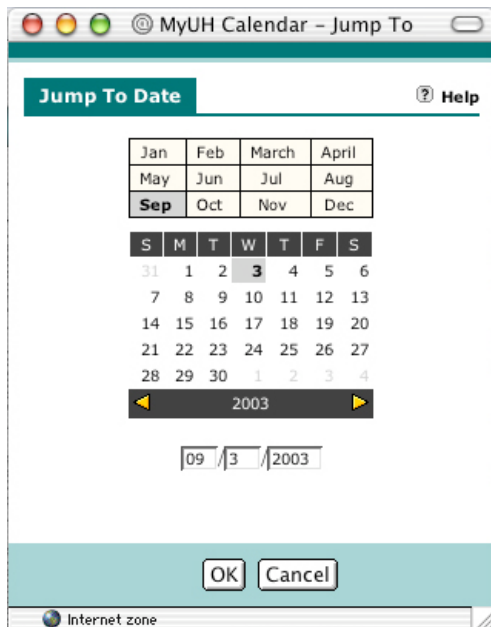 @ MyUH Calendar – Jump To
Jump To Date
? Help
Jan Feb March April
May Jun Jul Aug
Sep Oct Nov Dec
S M T W T F S
31 1 2 3 4 5 6
7 8 9 10 11 12 13
14 15 16 17 18 19 20
21 22 23 24 25 26 27
28 29 30 1 2 3 4
2003
09 / 3 / 2003
OK Cancel
Internet zone